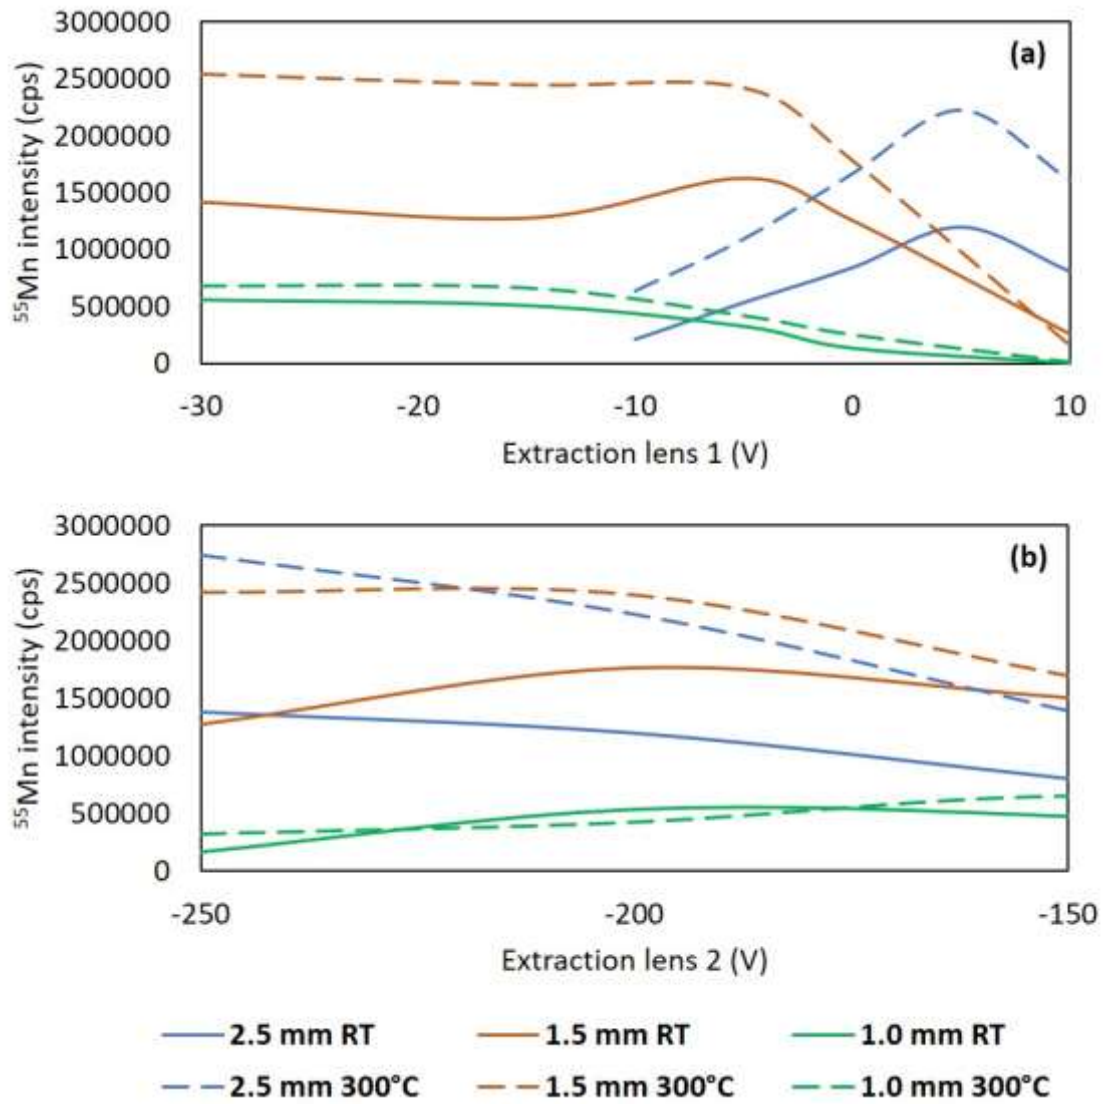 3000000
(a)
2500000
2000000
1500000
1000000
500000
0
⁵⁵Mn intensity (cps)
-30 -20 -10 0 10
Extraction lens 1 (V)
3000000
(b)
2500000
2000000
1500000
1000000
500000
0
⁵⁵Mn intensity (cps)
-250 -200 -150
Extraction lens 2 (V)
2.5 mm RT 1.5 mm RT 1.0 mm RT
2.5 mm 300°C 1.5 mm 300°C 1.0 mm 300°C